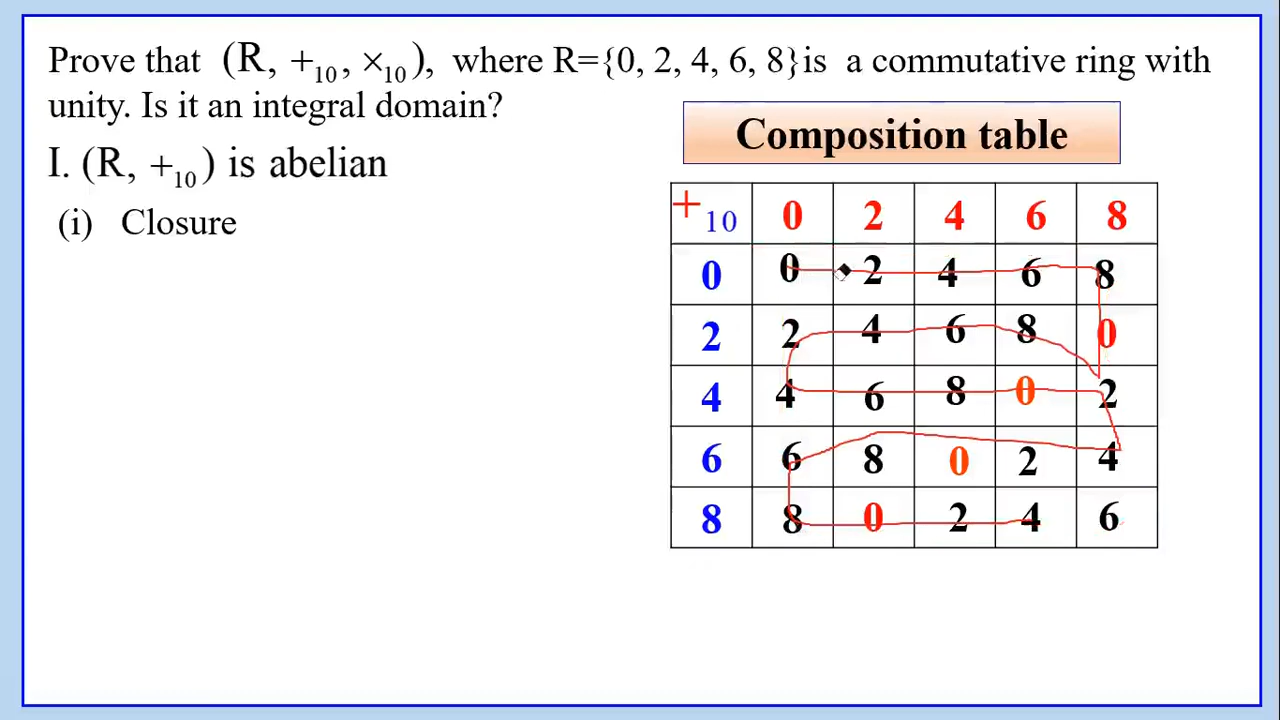 Prove that (R, +₁₀, ×₁₀), where R={0, 2, 4, 6, 8}is a commutative ring with
unity. Is it an integral domain?
I. (R, +₁₀) is abelian
(i) Closure
Composition table
+₁₀ 0 2 4 6 8
0 0 2 4 6 8
2 2 4 6 8 0
4 4 6 8 0 2
6 6 8 0 2 4
8 8 0 2 4 6